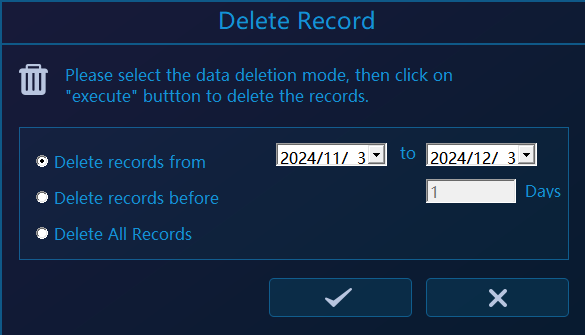 Delete Record
Please select the data deletion mode, then click on
"execute" buttton to delete the records.
Delete records from 2024/11/ 3 to 2024/12/ 3
Delete records before 1 Days
Delete All Records